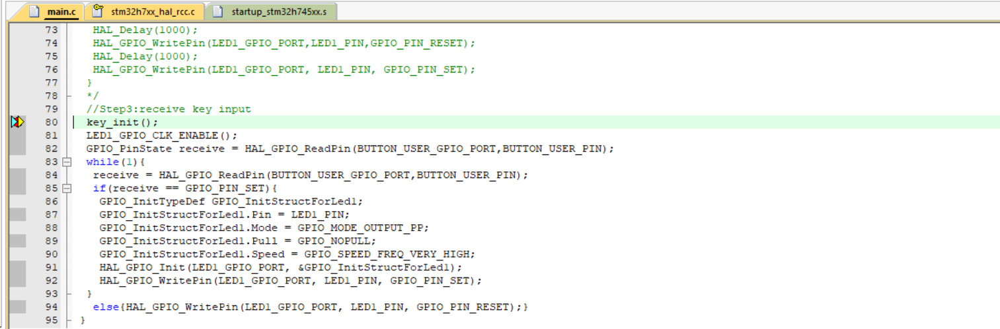 main.c stm32h7xx_hal_rcc.c startup_stm32h745xx.s
73 HAL_Delay(1000);
74 HAL_GPIO_WritePin(LED1_GPIO_PORT,LED1_PIN,GPIO_PIN_RESET);
75 HAL_Delay(1000);
76 HAL_GPIO_WritePin(LED1_GPIO_PORT, LED1_PIN, GPIO_PIN_SET);
77 }
78 */
79 //Step3:receive key input
80 key_init();
81 LED1_GPIO_CLK_ENABLE();
82 GPIO_PinState receive = HAL_GPIO_ReadPin(BUTTON_USER_GPIO_PORT,BUTTON_USER_PIN);
83 while(1){
84 receive = HAL_GPIO_ReadPin(BUTTON_USER_GPIO_PORT,BUTTON_USER_PIN);
85 if(receive == GPIO_PIN_SET){
86 GPIO_InitTypeDef GPIO_InitStructForLed1;
87 GPIO_InitStructForLed1.Pin = LED1_PIN;
88 GPIO_InitStructForLed1.Mode = GPIO_MODE_OUTPUT_PP;
89 GPIO_InitStructForLed1.Pull = GPIO_NOPULL;
90 GPIO_InitStructForLed1.Speed = GPIO_SPEED_FREQ_VERY_HIGH;
91 HAL_GPIO_Init(LED1_GPIO_PORT, &GPIO_InitStructForLed1);
92 HAL_GPIO_WritePin(LED1_GPIO_PORT, LED1_PIN, GPIO_PIN_SET);
93 }
94 else{HAL_GPIO_WritePin(LED1_GPIO_PORT, LED1_PIN, GPIO_PIN_RESET);}
95 }